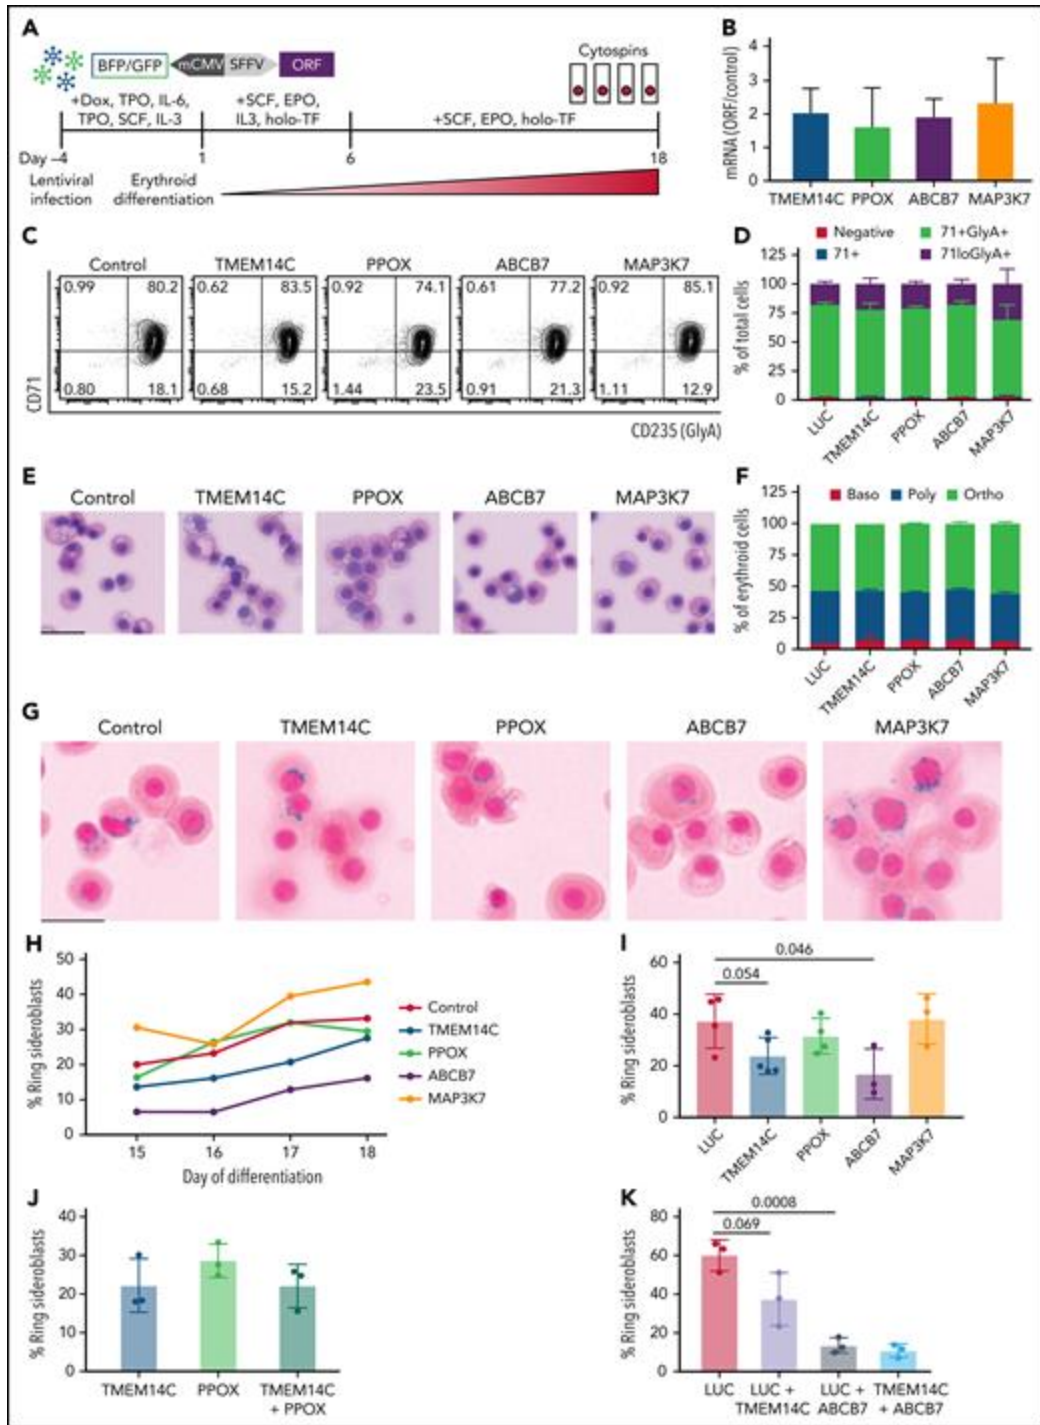 A
BFP/GFP mCMV SFFV ORF
Cytospins
+Dox, TPO, IL-6,
TPO, SCF, IL-3
+SCF, EPO,
IL3, holo-TF
+SCF, EPO, holo-TF
Day –4 1 6 18
Lentiviral
infection
Erythroid
differentiation
B
mRNA (ORF/control)
4
3
2
1
0
TMEM14C PPOX ABCB7 MAP3K7
C
Control TMEM14C PPOX ABCB7 MAP3K7
0.99 80.2 0.62 83.5 0.92 74.1 0.61 77.2 0.92 85.1
0.80 18.1 0.68 15.2 1.44 23.5 0.91 21.3 1.11 12.9
CD71
CD235 (GlyA)
D
Negative 71+GlyA+
71+ 71loGlyA+
% of total cells
125
100
75
50
25
0
LUC TMEM14C PPOX ABCB7 MAP3K7
E
Control TMEM14C PPOX ABCB7 MAP3K7
F
Baso Poly Ortho
% of erythroid cells
125
100
75
50
25
0
LUC TMEM14C PPOX ABCB7 MAP3K7
G
Control TMEM14C PPOX ABCB7 MAP3K7
H
% Ring sideroblasts
50
40
30
20
10
0
15 16 17 18
Day of differentiation
Control
TMEM14C
PPOX
ABCB7
MAP3K7
I
% Ring sideroblasts
60
40
20
0
0.046
0.054
LUC TMEM14C PPOX ABCB7 MAP3K7
J
% Ring sideroblasts
40
30
20
10
0
TMEM14C PPOX TMEM14C
+ PPOX
K
% Ring sideroblasts
80
60
40
20
0
0.0008
0.069
LUC LUC + LUC + TMEM14C
TMEM14C ABCB7 + ABCB7